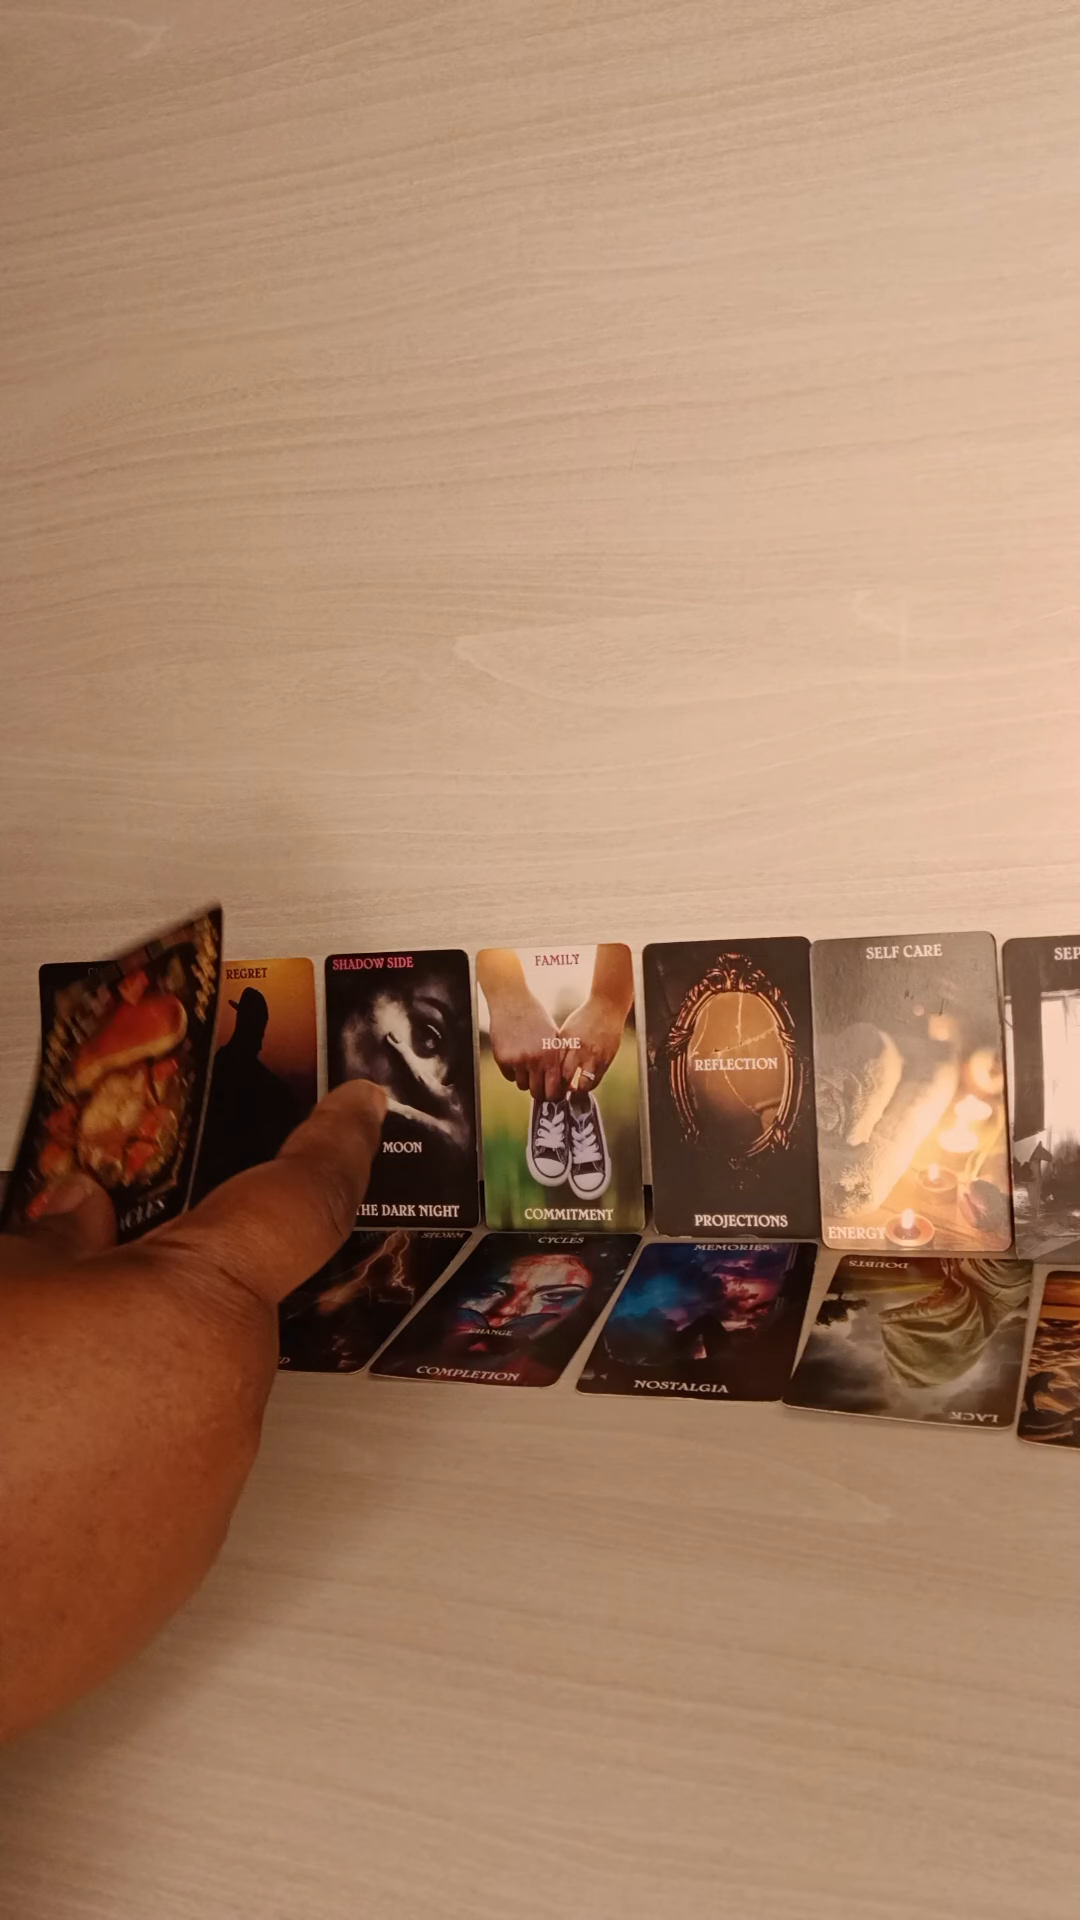 REGRET
SHADOW SIDE
MOON
THE DARK NIGHT
FAMILY
HOME
COMMITMENT
REFLECTION
PROJECTIONS
SELF CARE
ENERGY
SEP
STORM
CYCLES
CHANGE
COMPLETION
MEMORIES
NOSTALGIA
DOUBTS
LACK